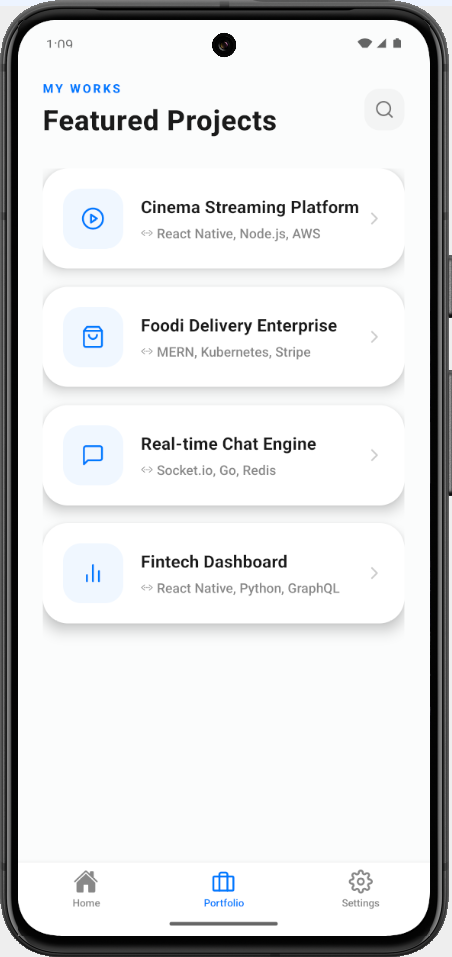 1:09
MY WORKS
Featured Projects
Cinema Streaming Platform
React Native, Node.js, AWS
Foodi Delivery Enterprise
MERN, Kubernetes, Stripe
Real-time Chat Engine
Socket.io, Go, Redis
Fintech Dashboard
React Native, Python, GraphQL
Home
Portfolio
Settings